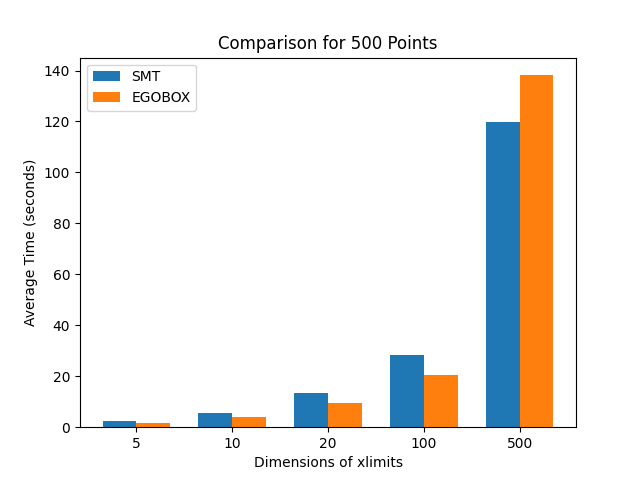 Comparison for 500 Points
SMT
EGOBOX
Average Time (seconds)
140
120
100
80
60
40
20
0
5 10 20 100 500
Dimensions of xlimits